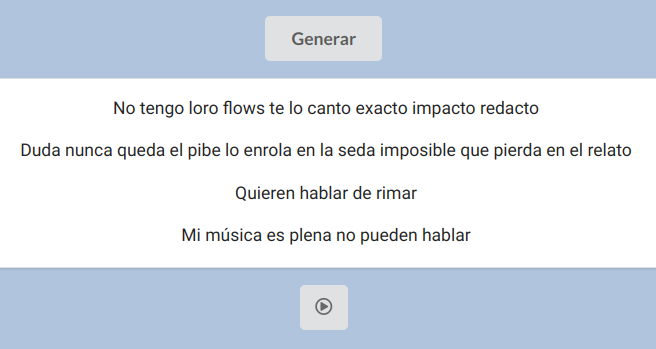 Generar
No tengo loro flows te lo canto exacto impacto redacto
Duda nunca queda el pibe lo enrola en la seda imposible que pierda en el relato
Quieren hablar de rimar
Mi música es plena no pueden hablar